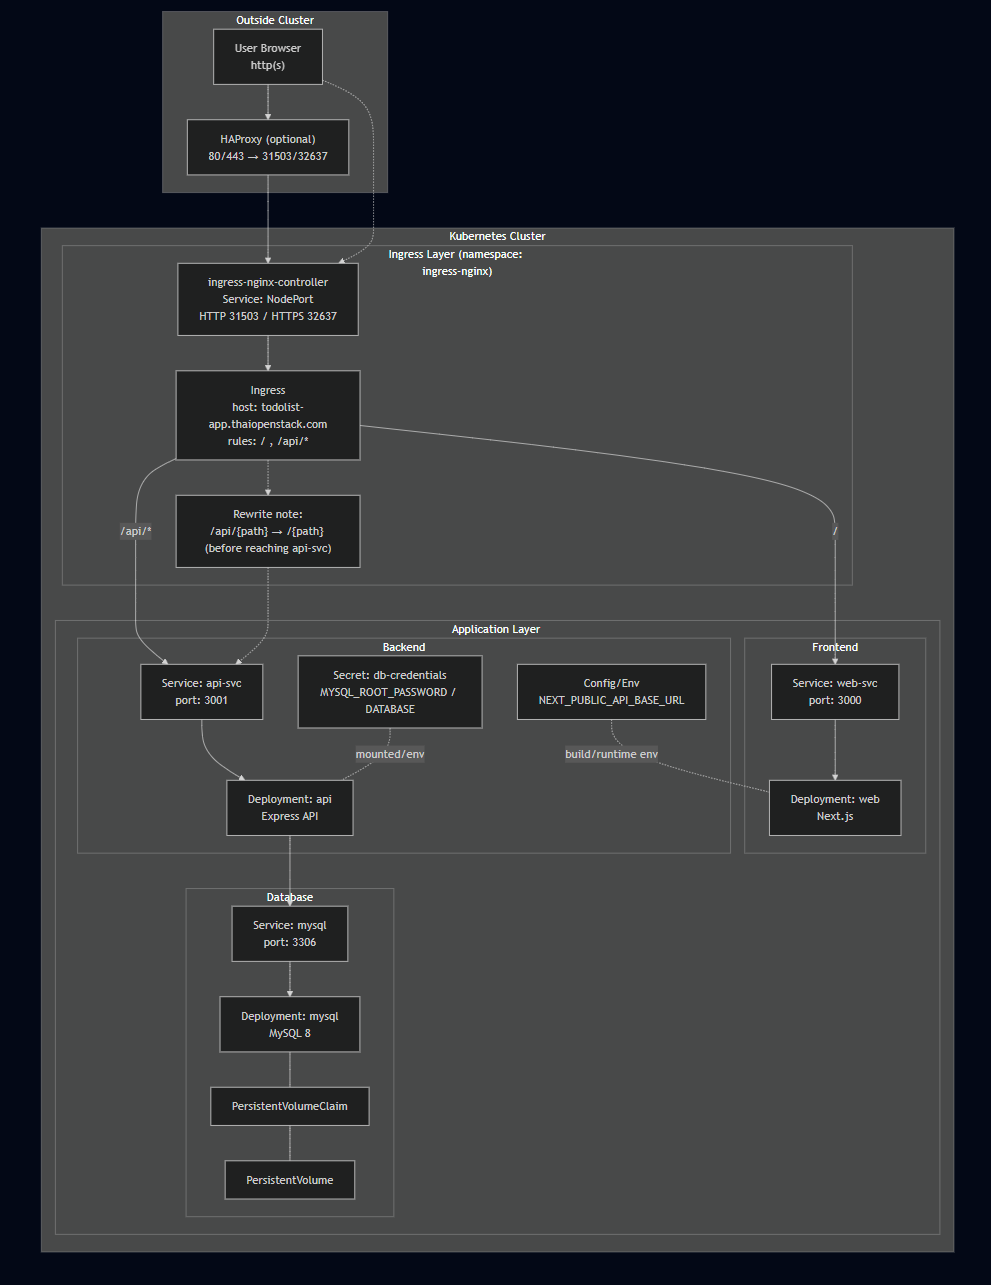 Outside Cluster
User Browser
http(s)
HAProxy (optional)
80/443 → 31503/32637
Kubernetes Cluster
Ingress Layer (namespace:
ingress-nginx)
ingress-nginx-controller
Service: NodePort
HTTP 31503 / HTTPS 32637
Ingress
host: todolist-
app.thaiopenstack.com
rules: / , /api/*
Rewrite note:
/api/{path} → /{path}
(before reaching api-svc)
/api/*
/
Application Layer
Backend
Service: api-svc
port: 3001
Secret: db-credentials
MYSQL_ROOT_PASSWORD /
DATABASE
Config/Env
NEXT_PUBLIC_API_BASE_URL
mounted/env
build/runtime env
Deployment: api
Express API
Frontend
Service: web-svc
port: 3000
Deployment: web
Next.js
Database
Service: mysql
port: 3306
Deployment: mysql
MySQL 8
PersistentVolumeClaim
PersistentVolume